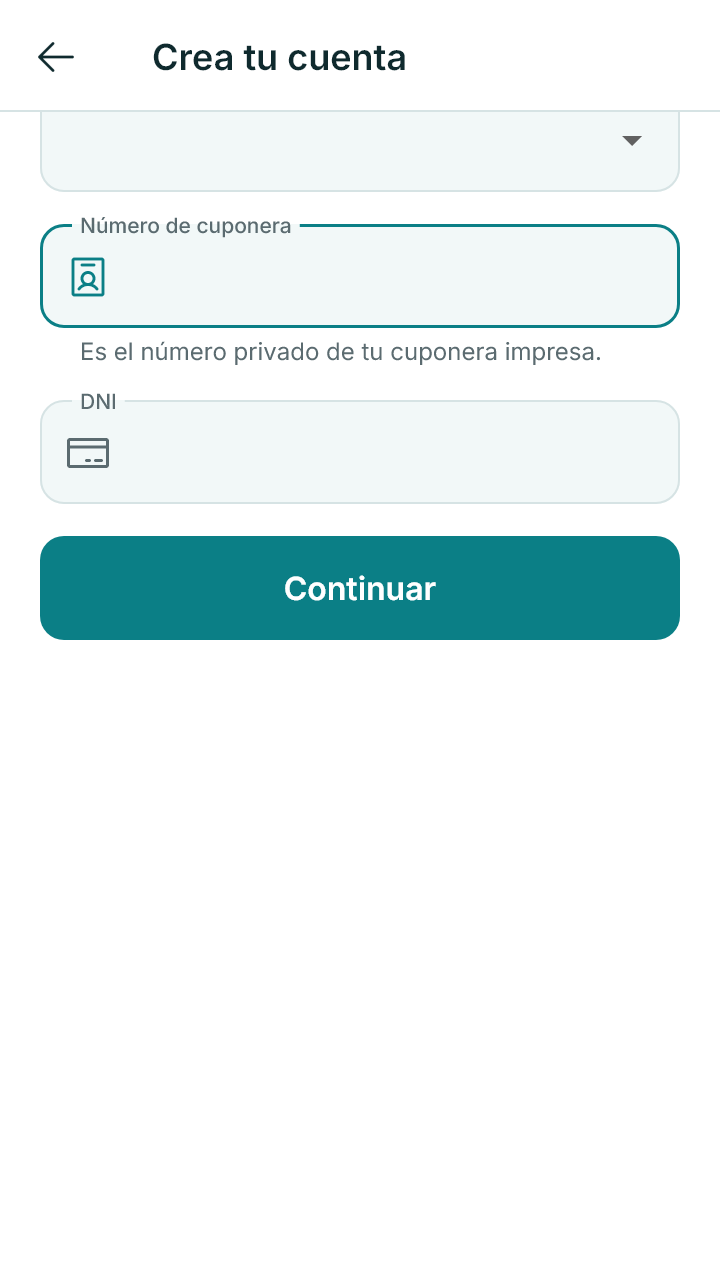 Crea tu cuenta
Número de cuponera
Es el número privado de tu cuponera impresa.
DNI
Continuar